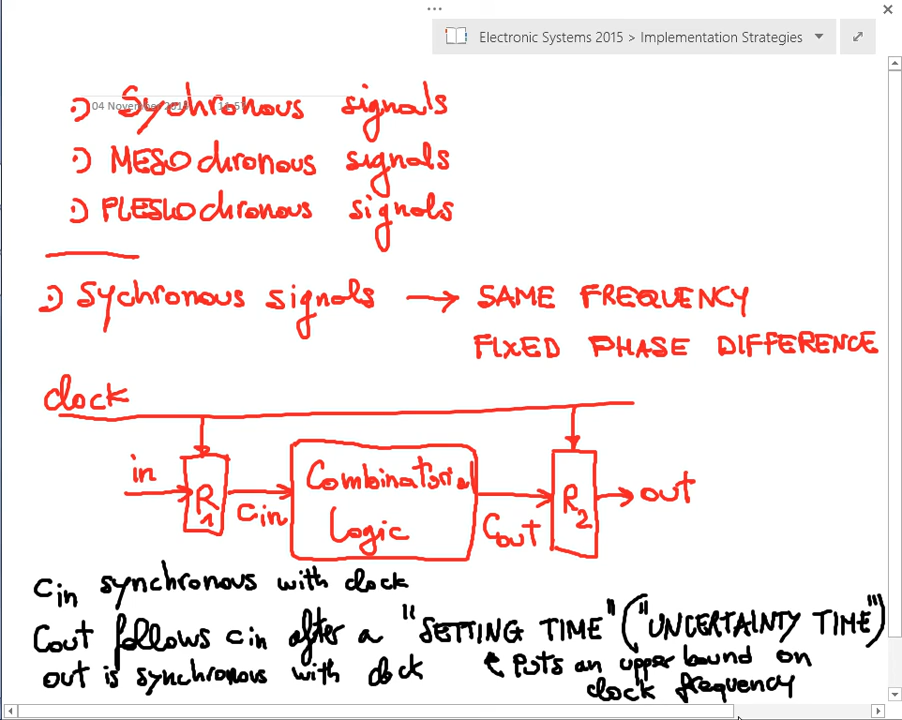 Electronic Systems 2015 > Implementation Strategies
04 November
·) Sychronous signals
·) MESOchronous signals
·) PLESIOchronous signals
·) Sychronous signals → SAME FREQUENCY
FIXED PHASE DIFFERENCE
clock
in R1 Cin Combinatorial Logic Cout R2 out
Cin synchronous with clock
Cout follows cin after a "SETTING TIME" ("UNCERTAINTY TIME")
out is synchronous with clock ↑ Puts an upper bound on
clock frequency